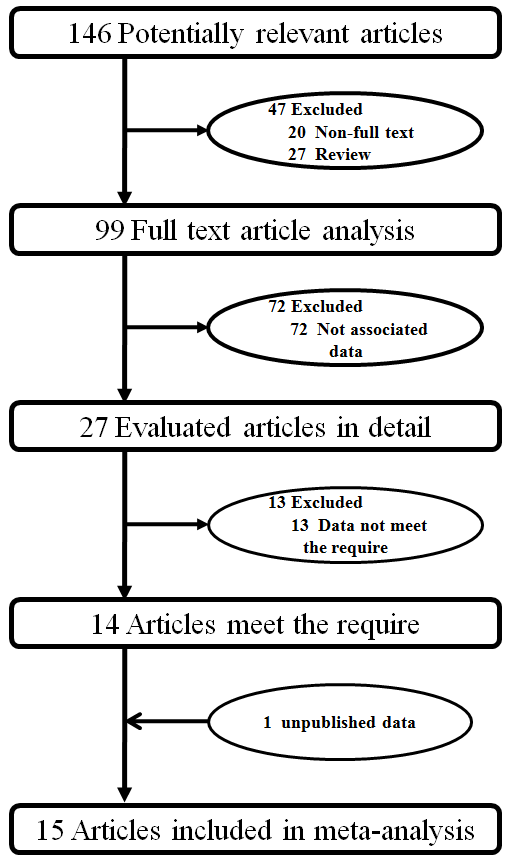 146 Potentially relevant articles
47 Excluded
20 Non-full text
27 Review
99 Full text article analysis
72 Excluded
72 Not associated
data
27 Evaluated articles in detail
13 Excluded
13 Data not meet
the require
14 Articles meet the require
1 unpublished data
15 Articles included in meta-analysis